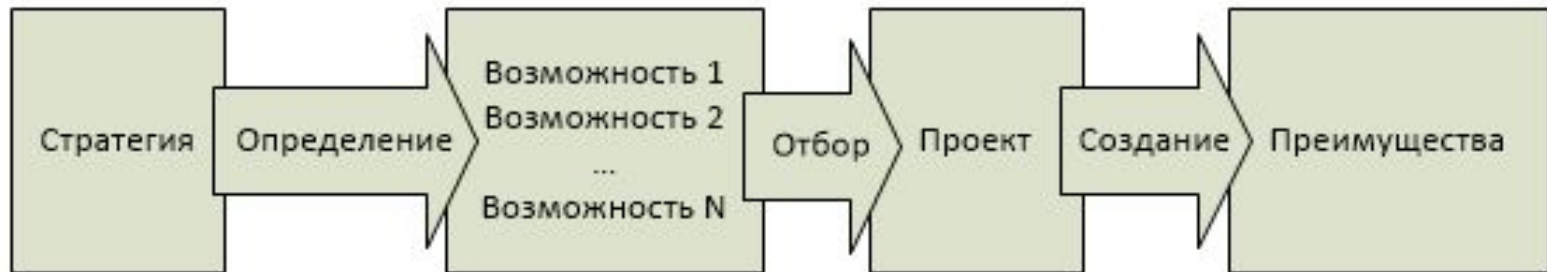 Стратегия
Определение
Возможность 1
Возможность 2
...
Возможность N
Отбор
Проект
Создание
Преимущества